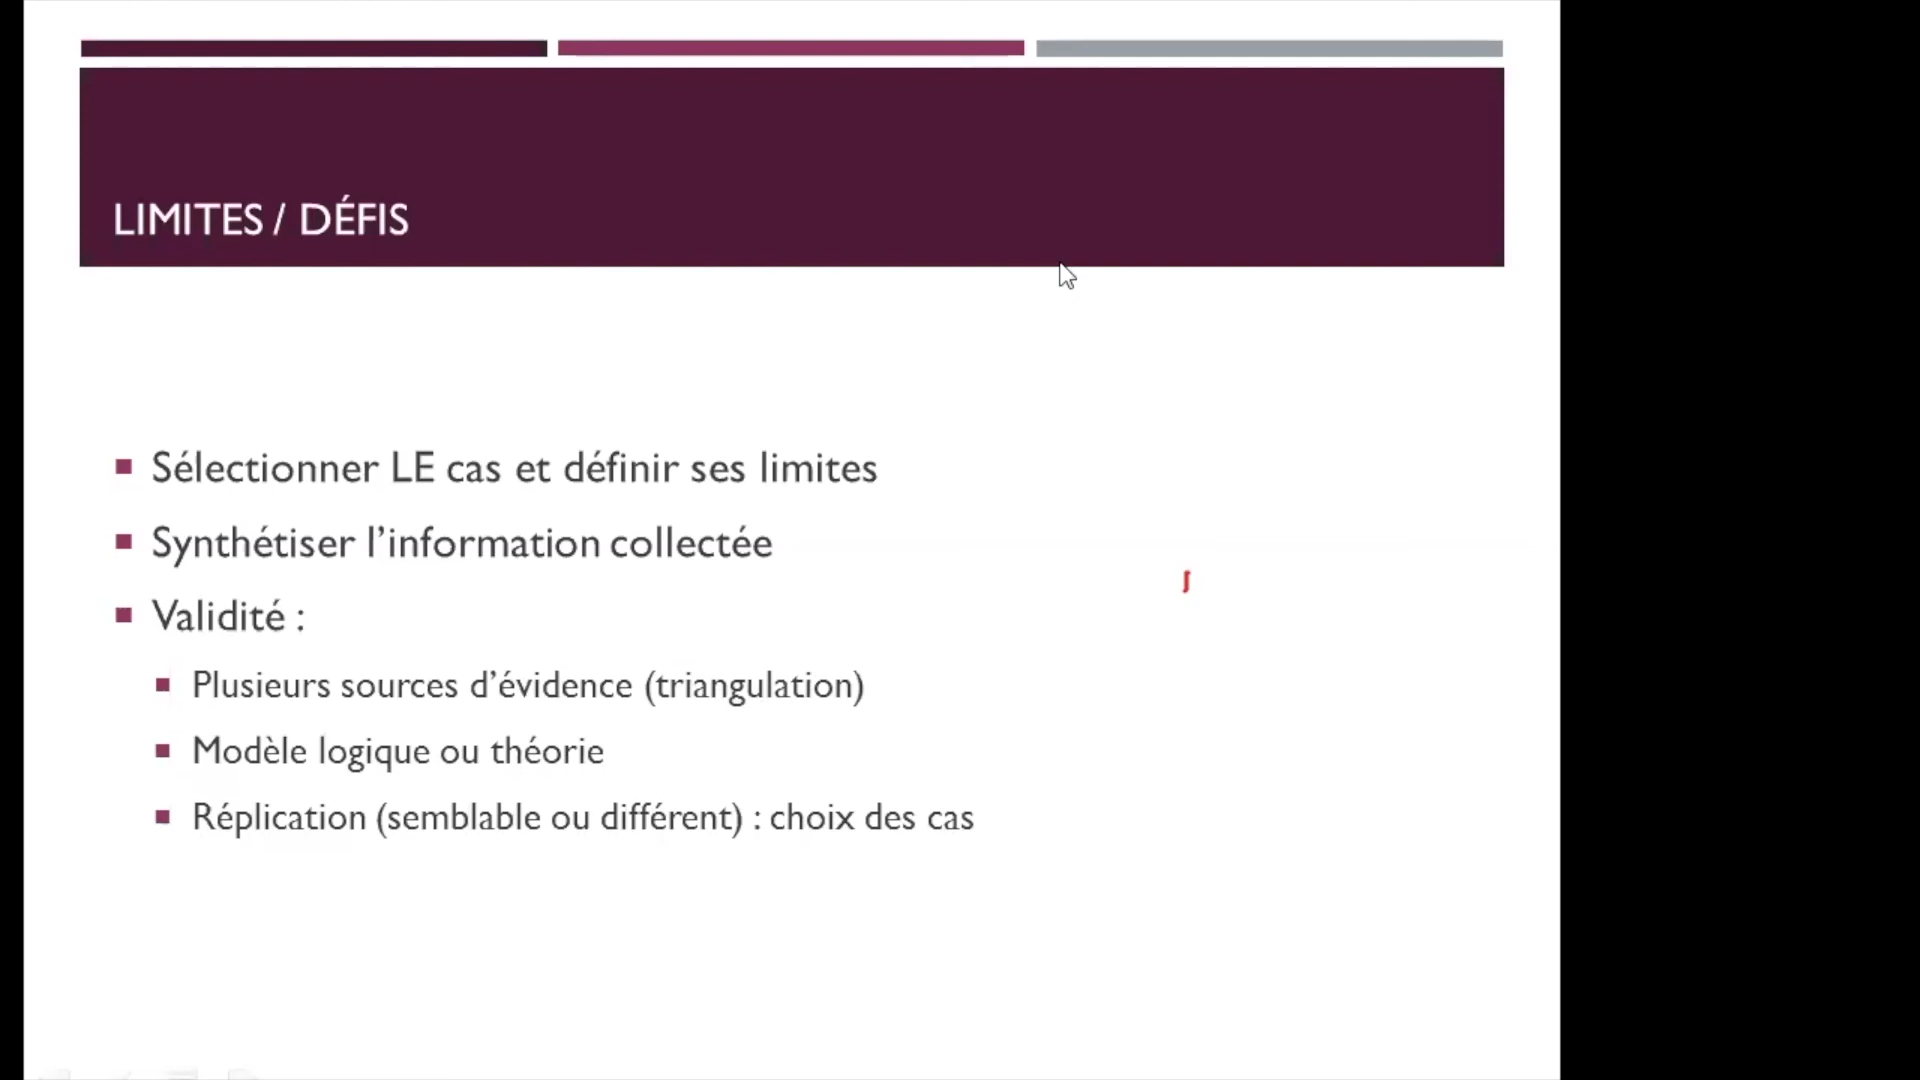 LIMITES / DÉFIS
Sélectionner LE cas et définir ses limites
Synthétiser l’information collectée
Validité :
Plusieurs sources d’évidence (triangulation)
Modèle logique ou théorie
Réplication (semblable ou différent) : choix des cas